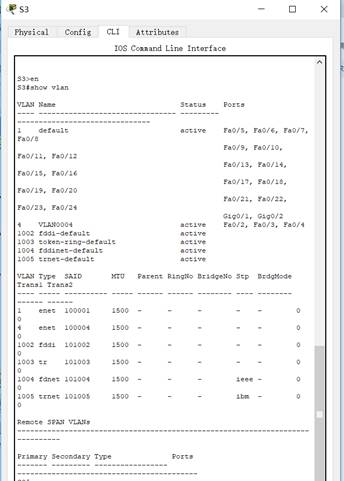 S3
Physical Config CLI Attributes
IOS Command Line Interface
S3>en
S3#show vlan
VLAN Name Status Ports
---- -------------------------------- --------- -------------------------------
1 default active Fa0/5, Fa0/6, Fa0/7,
Fa0/8
Fa0/9, Fa0/10,
Fa0/11, Fa0/12
Fa0/13, Fa0/14,
Fa0/15, Fa0/16
Fa0/17, Fa0/18,
Fa0/19, Fa0/20
Fa0/21, Fa0/22,
Fa0/23, Fa0/24
Gig0/1, Gig0/2
4 VLAN0004 active Fa0/2, Fa0/3, Fa0/4
1002 fddi-default active
1003 token-ring-default active
1004 fddinet-default active
1005 trnet-default active
VLAN Type SAID MTU Parent RingNo BridgeNo Stp BrdgMode
Trans1 Trans2
---- ----- ---------- ----- ------ ------ -------- ---- --------
------ ------
1 enet 100001 1500 - - - - - 0
0
4 enet 100004 1500 - - - - - 0
0
1002 fddi 101002 1500 - - - - - 0
0
1003 tr 101003 1500 - - - - - 0
0
1004 fdnet 101004 1500 - - - ieee - 0
0
1005 trnet 101005 1500 - - - ibm - 0
0
Remote SPAN VLANs
------------------------------------------------------------------------------
Primary Secondary Type Ports
------- --------- ----------------- ------------------------------------------